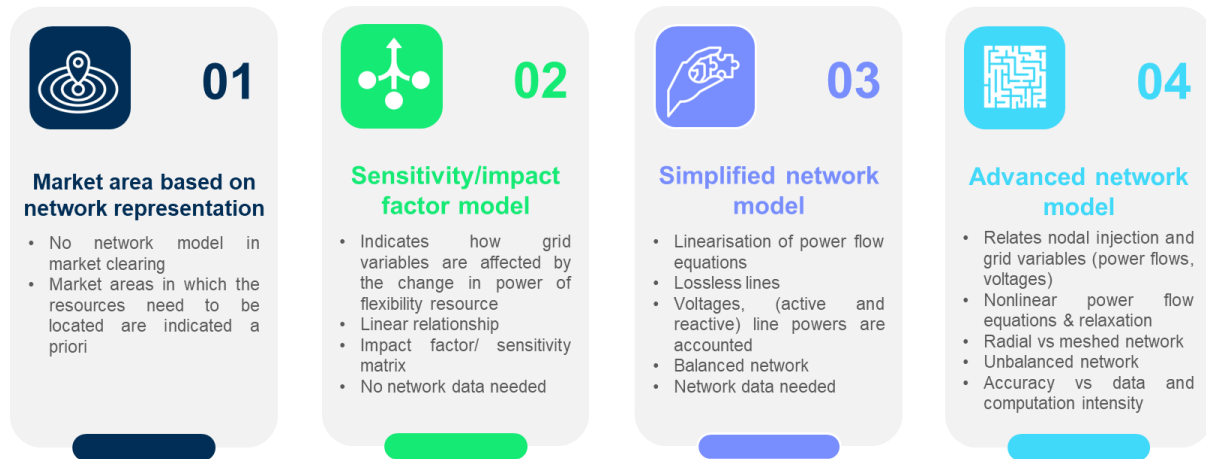 01
Market area based on
network representation
• No network model in
market clearing
• Market areas in which the
resources need to be
located are indicated a
priori
02
Sensitivity/impact
factor model
• Indicates how grid
variables are affected by
the change in power of
flexibility resource
• Linear relationship
• Impact factor/ sensitivity
matrix
• No network data needed
03
Simplified network
model
• Linearisation of power flow
equations
• Lossless lines
• Voltages, (active and
reactive) line powers are
accounted
• Balanced network
• Network data needed
04
Advanced network
model
• Relates nodal injection and
grid variables (power flows,
voltages)
• Nonlinear power flow
equations & relaxation
• Radial vs meshed network
• Unbalanced network
• Accuracy vs data and
computation intensity